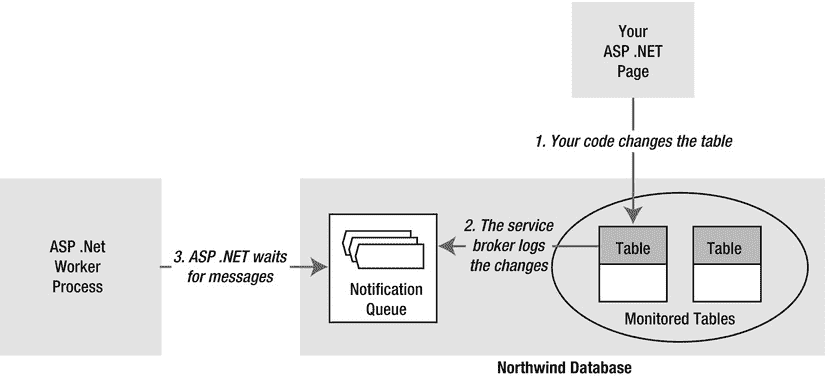 Your
ASP .NET
Page
1. Your code changes the table
ASP .Net
Worker
Process
3. ASP .NET waits
for messages
Notification
Queue
2. The service
broker logs
the changes
Table
Table
Monitored Tables
Northwind Database